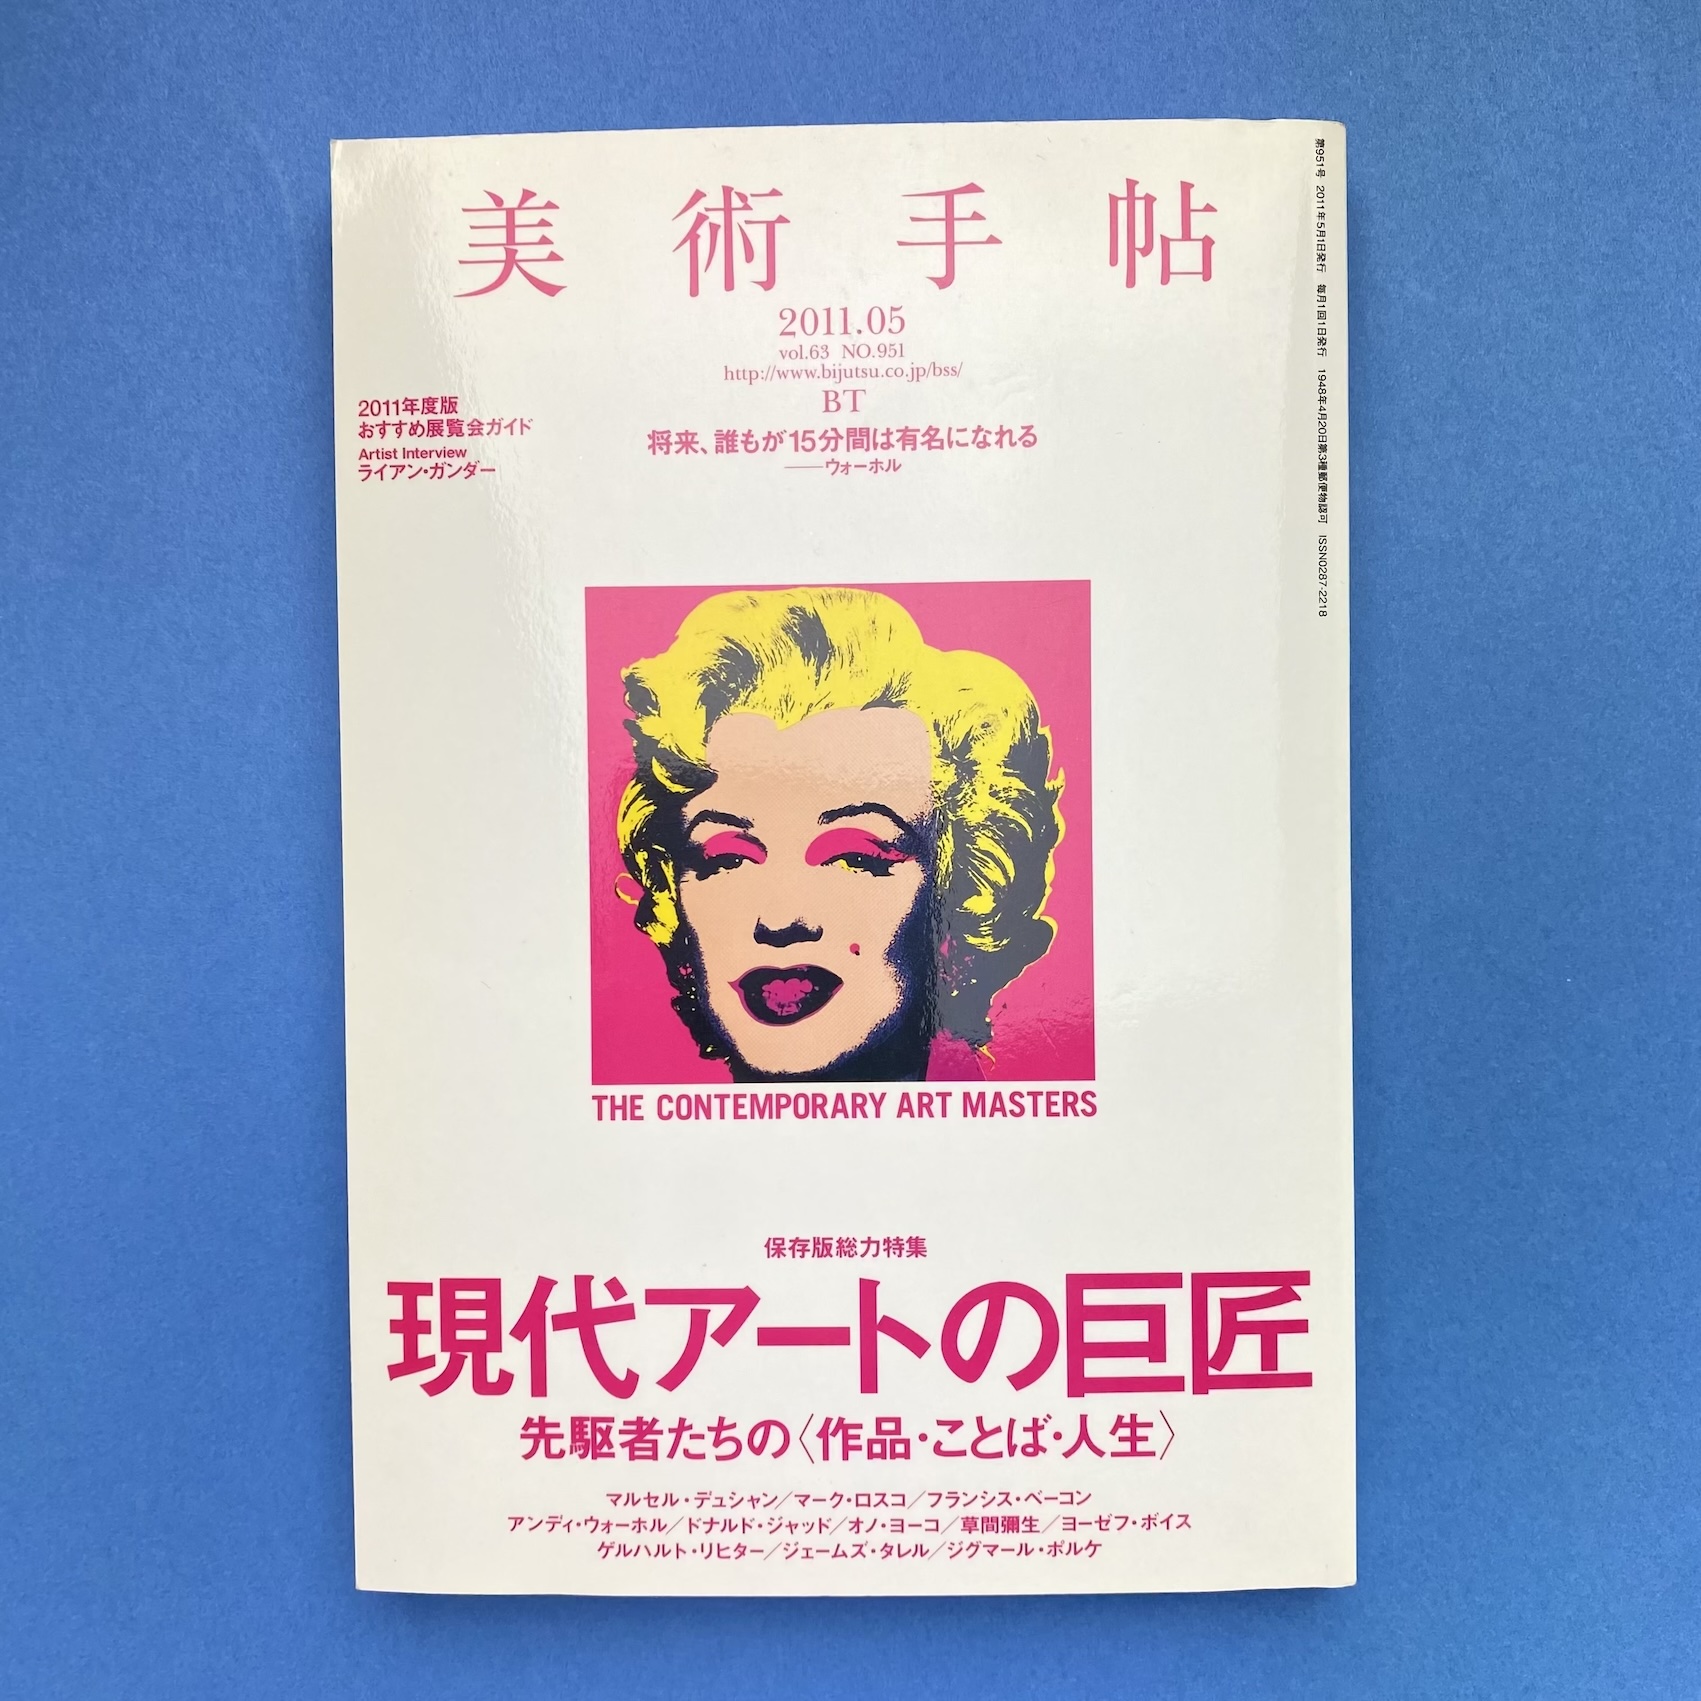 美術手帖
2011.05
vol.63 NO.951
http://www.bijutsu.co.jp/bss/
BT
将来、誰もが15分間は有名になれる
——ウォーホル
2011年度版
おすすめ展覧会ガイド
Artist Interview
ライアン・ガンダー
第951号 2011年5月1日発行 毎月1回1日発行 1948年4月20日第3種郵便物認可 ISSN0287-2218
THE CONTEMPORARY ART MASTERS
保存版総力特集
現代アートの巨匠
先駆者たちの〈作品・ことば・人生〉
マルセル・デュシャン／マーク・ロスコ／フランシス・ベーコン
アンディ・ウォーホル／ドナルド・ジャッド／オノ・ヨーコ／草間彌生／ヨーゼフ・ボイス
ゲルハルト・リヒター／ジェームズ・タレル／ジグマール・ポルケ